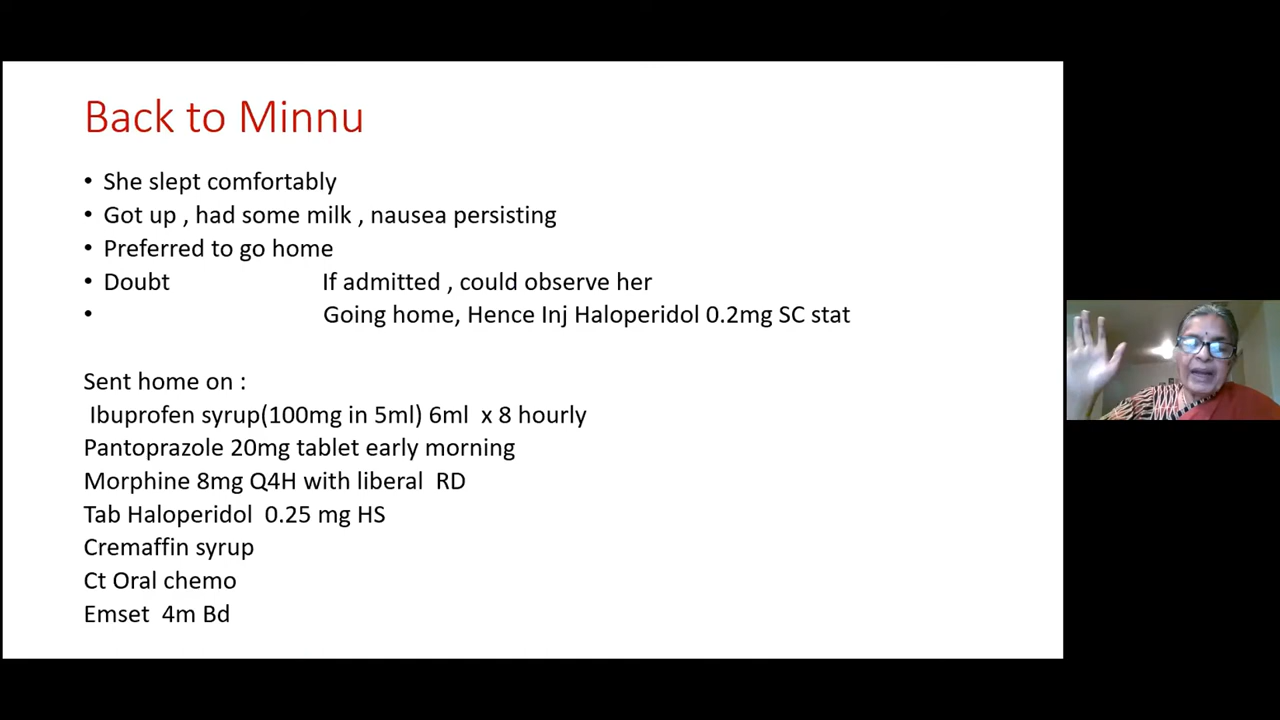 Back to Minnu
• She slept comfortably
• Got up , had some milk , nausea persisting
• Preferred to go home
• Doubt If admitted , could observe her
• Going home, Hence Inj Haloperidol 0.2mg SC stat
Sent home on :
Ibuprofen syrup(100mg in 5ml) 6ml x 8 hourly
Pantoprazole 20mg tablet early morning
Morphine 8mg Q4H with liberal RD
Tab Haloperidol 0.25 mg HS
Cremaffin syrup
Ct Oral chemo
Emset 4m Bd